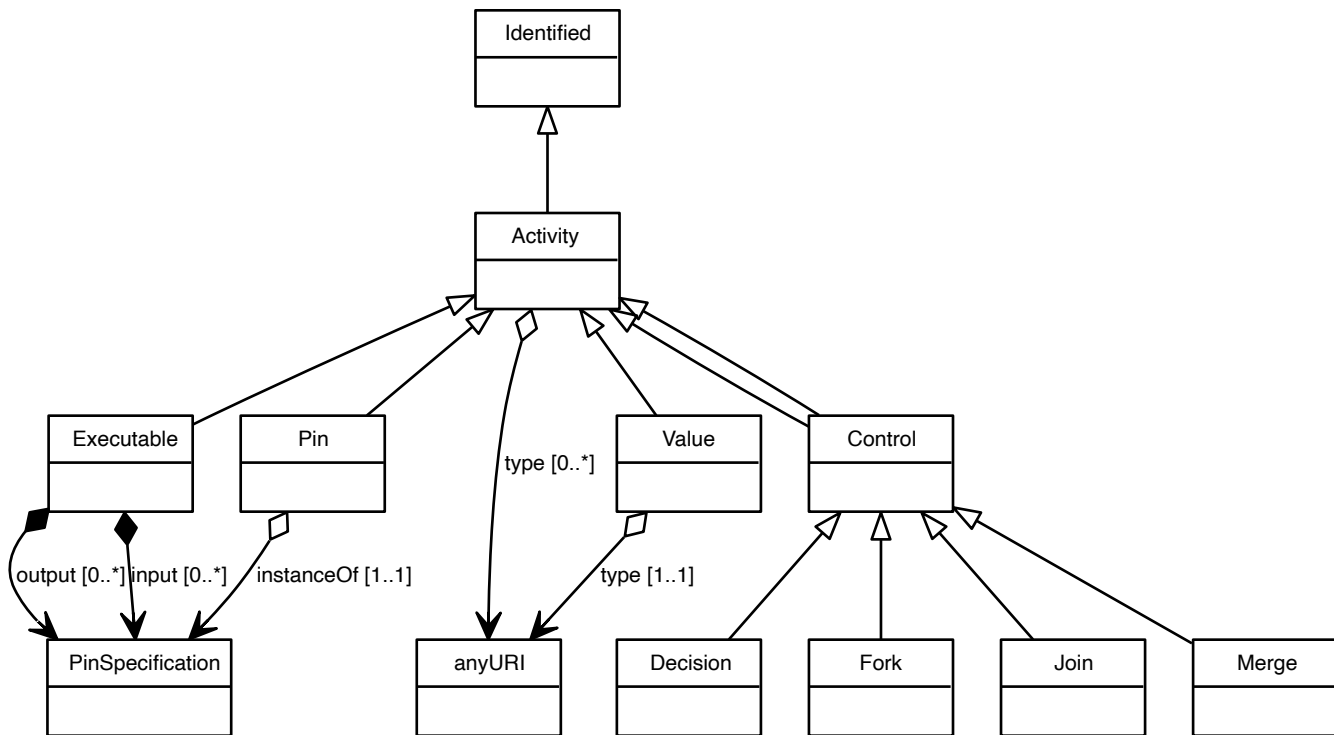 Identified
Activity
Executable
Pin
Value
Control
type [0..*]
output [0..*]
input [0..*]
instanceOf [1..1]
type [1..1]
PinSpecification
anyURI
Decision
Fork
Join
Merge